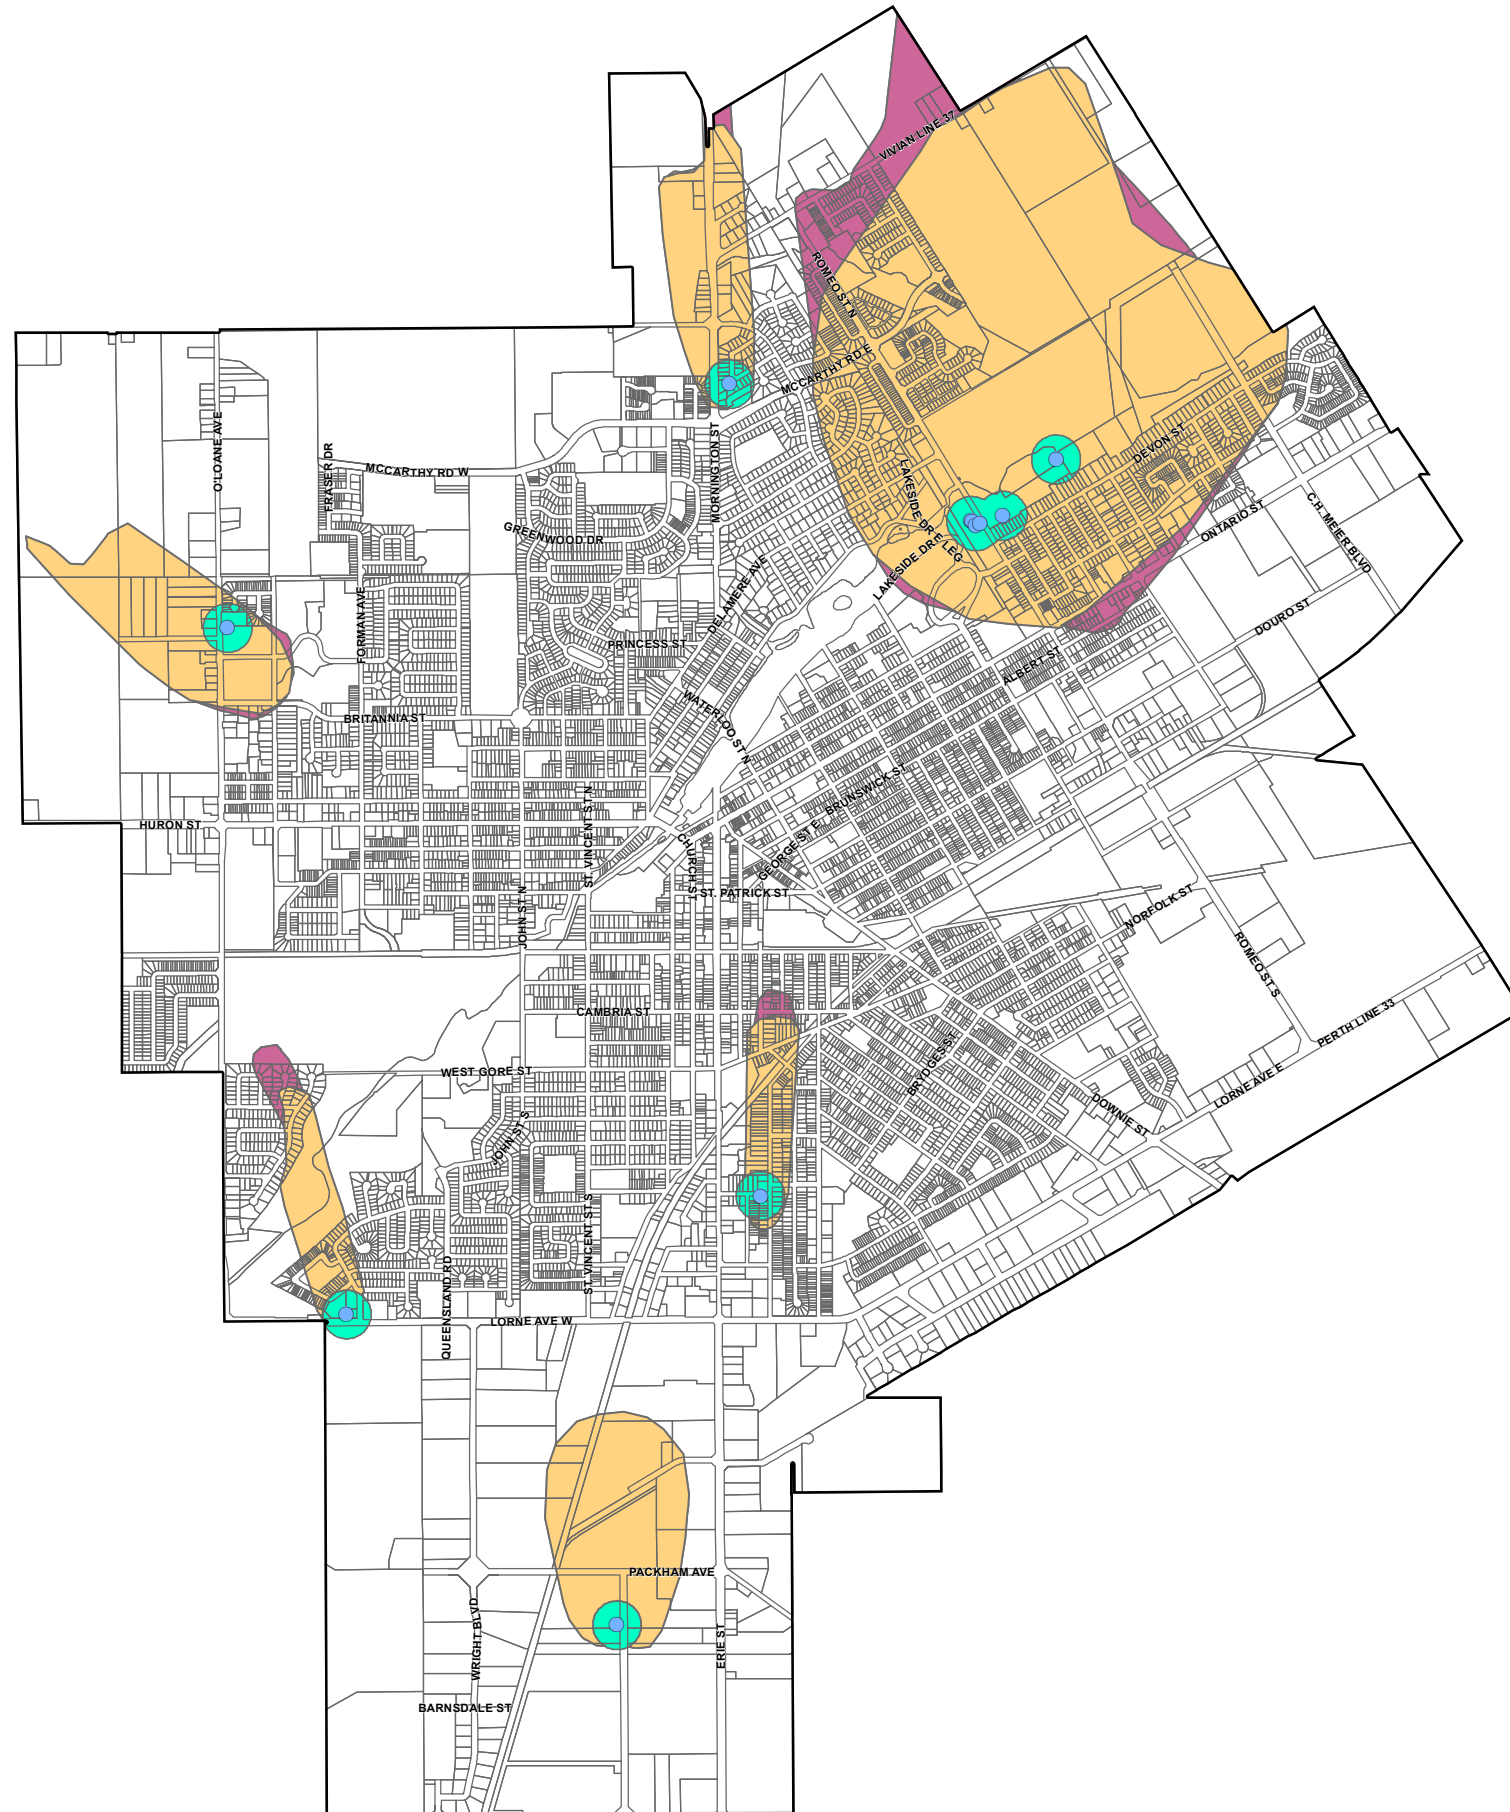 VIVIAN LINE 37
ROMEO ST N
MCCARTHY RD E
O'LOANE AVE
FRASER DR
MCCARTHY RD W
MORNINGTON ST
DEVON ST
LAKESIDE DR E LEG
C.H. MEIER BLVD
ONTARIO ST
GREENWOOD DR
LAKESIDE DR E
DELAMERE AVE
FORMAN AVE
DOURO ST
PRINCESS ST
ALBERT ST
WATERLOO ST N
BRITANNIA ST
BRUNSWICK ST
HURON ST
ST. VINCENT ST N
GEORGE ST E
CHURCH ST
ST. PATRICK ST
NORFOLK ST
JOHN ST N
ROMEO ST S
CAMBRIA ST
PERTH LINE 33
WEST GORE ST
BRYDGES ST
LORNE AVE E
DOWNIE ST
JOHN ST S
ST. VINCENT ST S
QUEENSLAND RD
LORNE AVE W
PACKHAM AVE
WRIGHT BLVD
ERIE ST
BARNSDALE ST